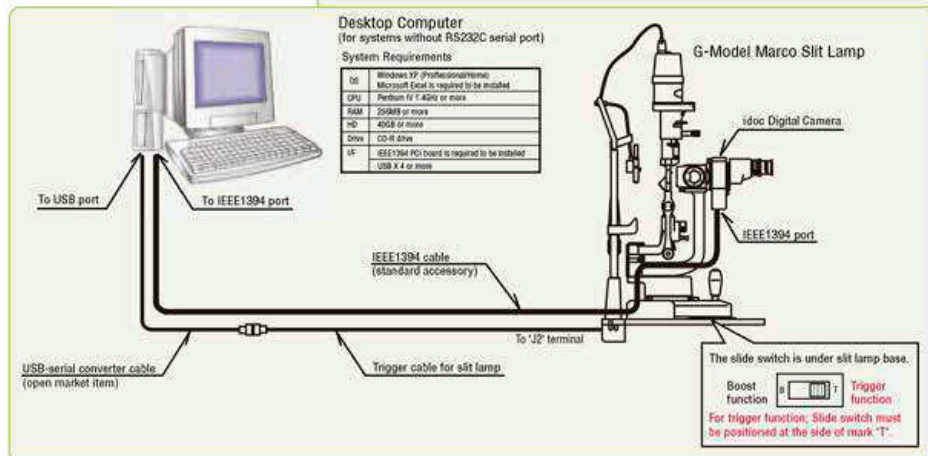 Desktop Computer
(for systems without RS232C serial port)
System Requirements
OS Windows XP (Proffessional/Home)
Microsoft Excel is required to be installed
CPU Pentium IV 1.4GHz or more
RAM 256MB or more
HD 40GB or more
Drive CD-R drive
I/F IEEE1394 PCI board is required to be installed
USB X 4 or more
G-Model Marco Slit Lamp
idoc Digital Camera
To USB port
To IEEE1394 port
IEEE1394 port
IEEE1394 cable
(standard accessory)
To "J2" terminal
USB-serial converter cable
(open market item)
Trigger cable for slit lamp
The slide switch is under slit lamp base.
Boost
function
B
T
Trigger
function
For trigger function; Slide switch must
be positioned at the side of mark "T".